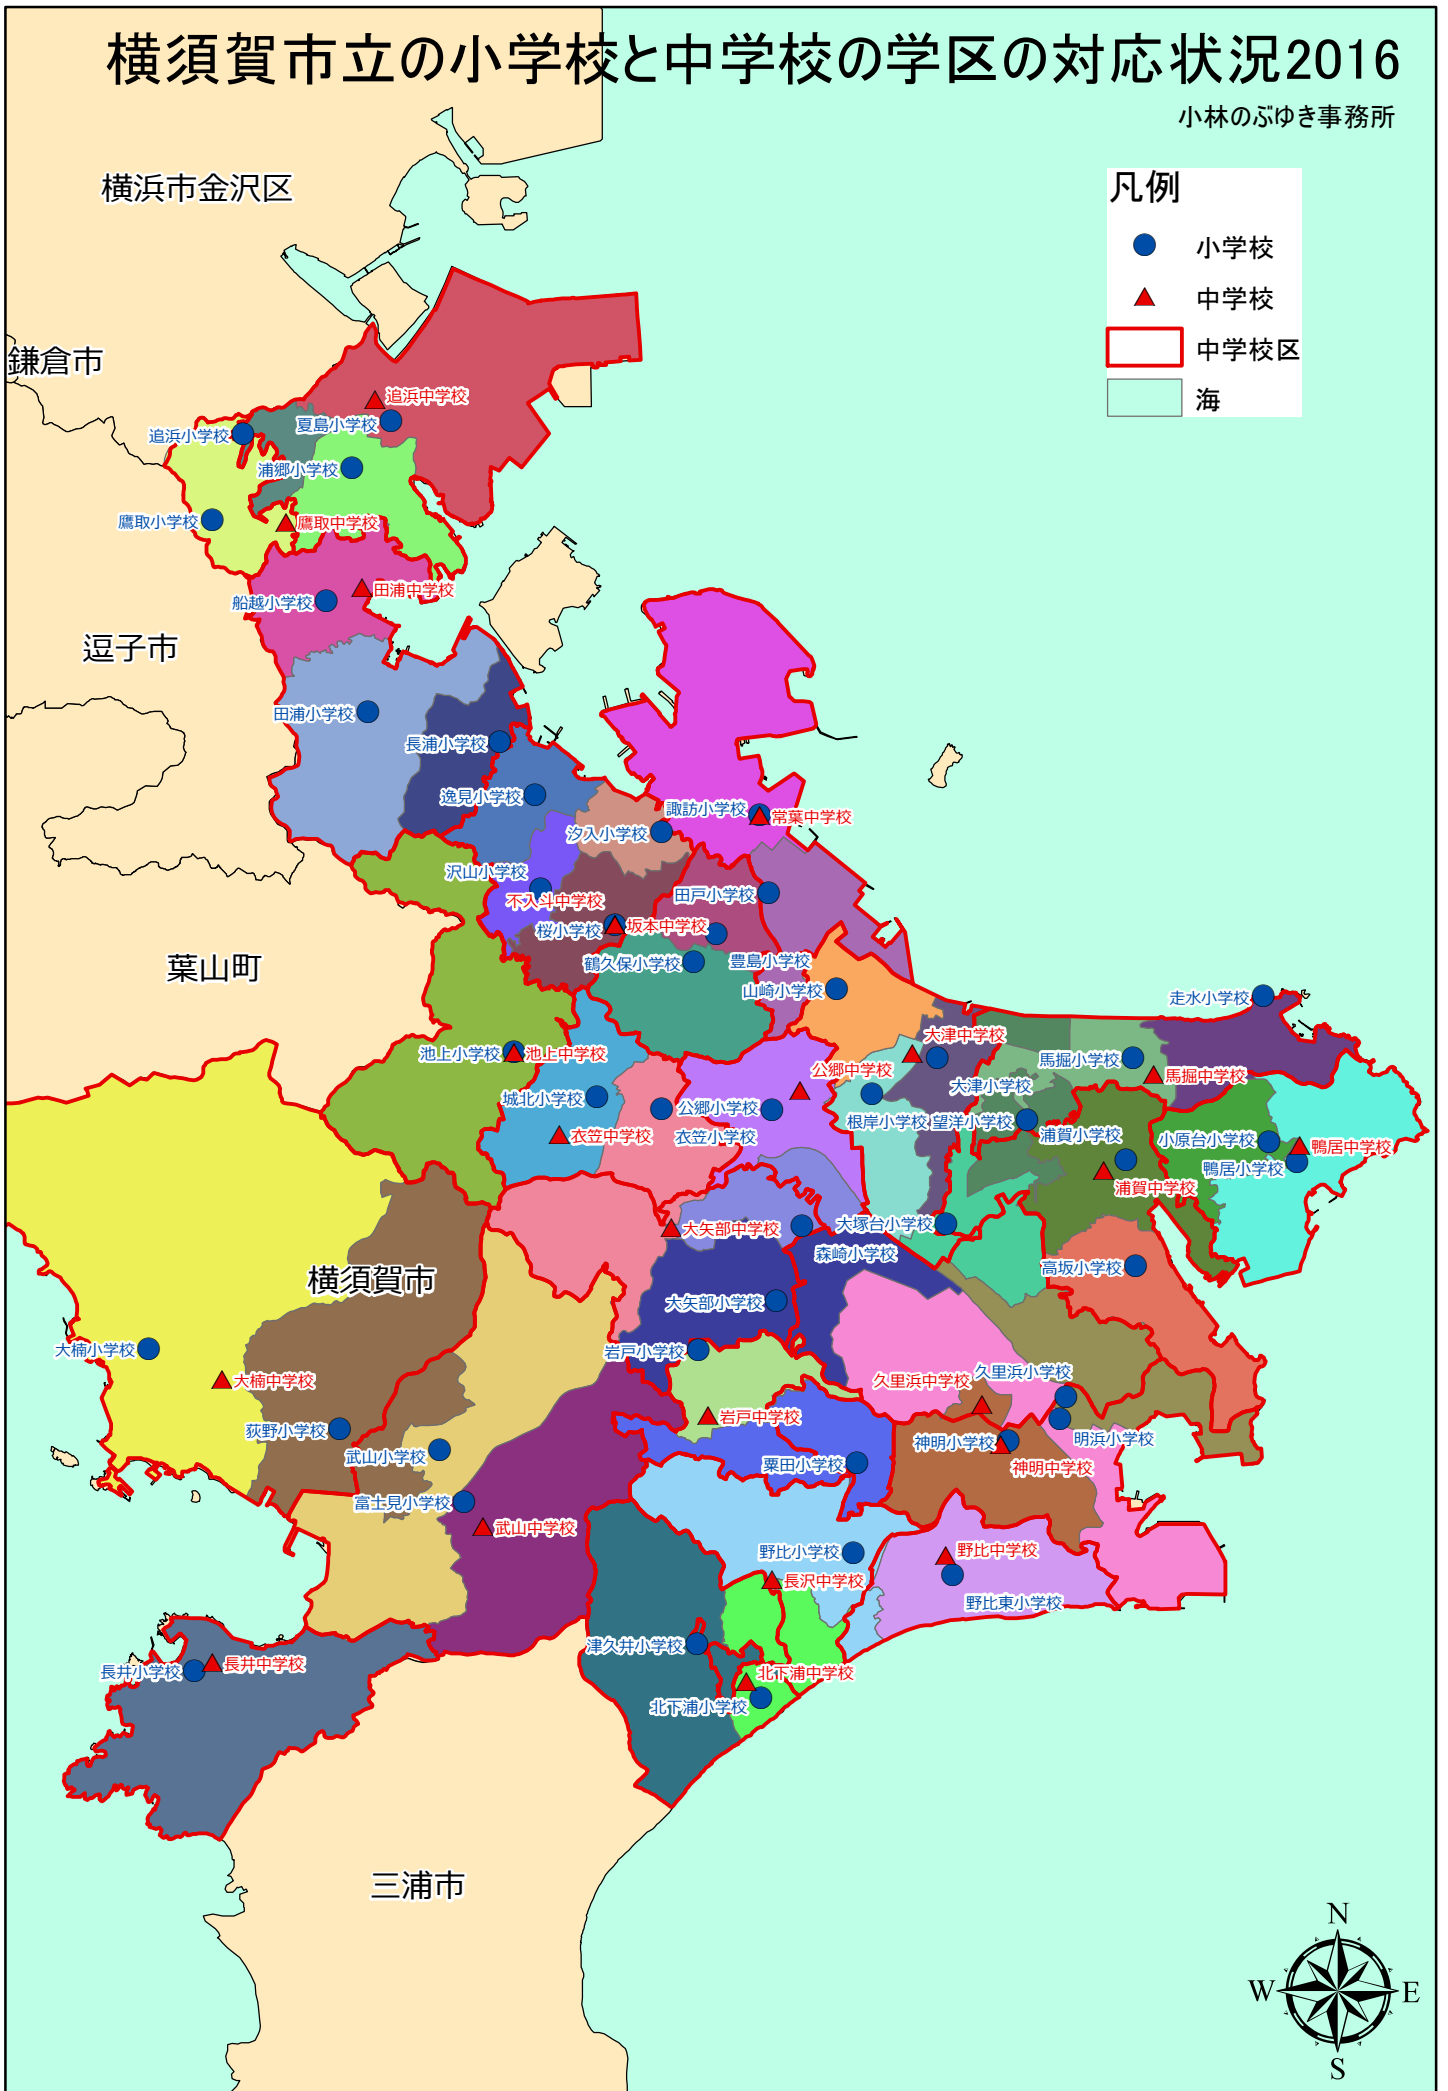 横須賀市立の小学校と中学校の学区の対応状況2016
小林のぶゆき事務所
横浜市金沢区
凡例
小学校
中学校
中学校区
海
鎌倉市
追浜中学校
夏島小学校
追浜小学校
浦郷小学校
鷹取小学校
鷹取中学校
田浦中学校
船越小学校
逗子市
田浦小学校
長浦小学校
逸見小学校
諏訪小学校
常葉中学校
汐入小学校
沢山小学校
田戸小学校
不入斗中学校
桜小学校
坂本中学校
鶴久保小学校
豊島小学校
葉山町
山崎小学校
走水小学校
大津中学校
池上小学校
池上中学校
馬堀小学校
公郷中学校
馬堀中学校
大津小学校
城北小学校
公郷小学校
根岸小学校
望洋小学校
衣笠中学校
衣笠小学校
浦賀小学校
小原台小学校
鴨居中学校
鴨居小学校
浦賀中学校
大矢部中学校
大塚台小学校
森崎小学校
高坂小学校
横須賀市
大矢部小学校
大楠小学校
岩戸小学校
久里浜小学校
大楠中学校
久里浜中学校
岩戸中学校
荻野小学校
神明小学校
明浜小学校
武山小学校
粟田小学校
神明中学校
富士見小学校
武山中学校
野比小学校
野比中学校
長沢中学校
野比東小学校
津久井小学校
長井中学校
長井小学校
北下浦中学校
北下浦小学校
三浦市
N
W
E
S